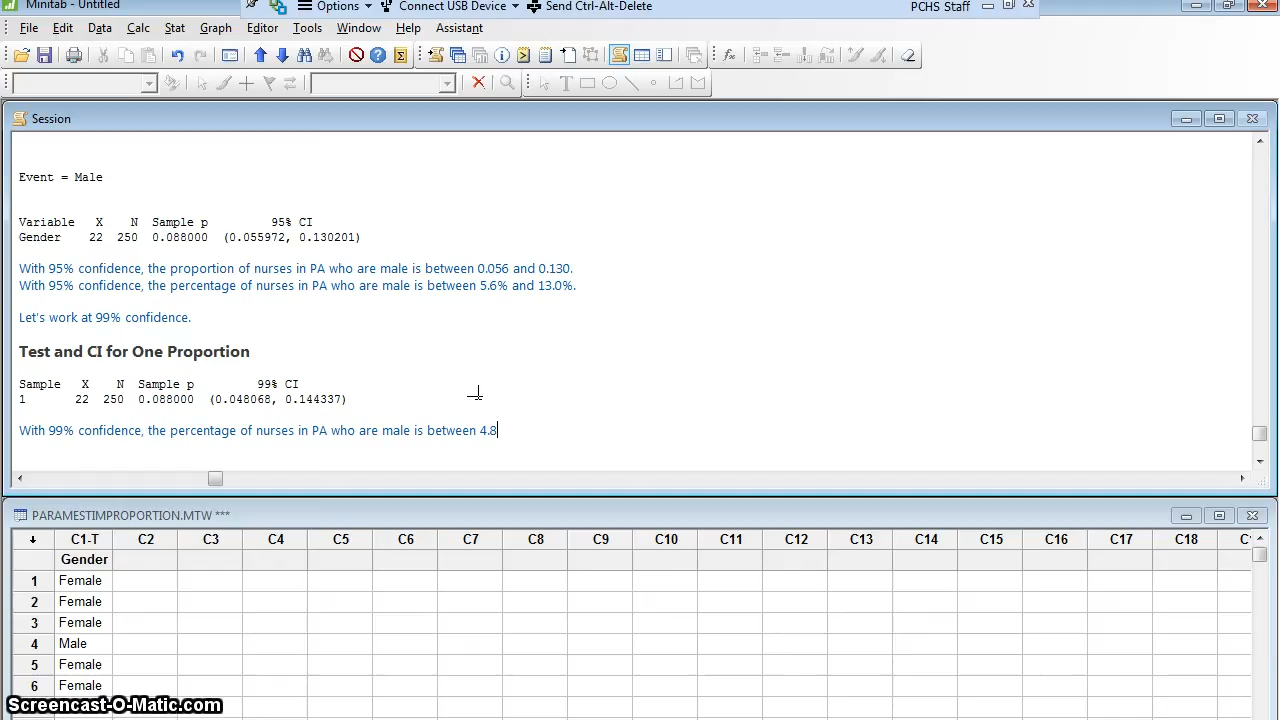 Minitab - Untitled
Options Connect USB Device Send Ctrl-Alt-Delete PCHS Staff
File Edit Data Calc Stat Graph Editor Tools Window Help Assistant
Session
Event = Male
Variable X N Sample p 95% CI
Gender 22 250 0.088000 (0.055972, 0.130201)
With 95% confidence, the proportion of nurses in PA who are male is between 0.056 and 0.130.
With 95% confidence, the percentage of nurses in PA who are male is between 5.6% and 13.0%.
Let's work at 99% confidence.
Test and CI for One Proportion
Sample X N Sample p 99% CI
1 22 250 0.088000 (0.048068, 0.144337)
With 99% confidence, the percentage of nurses in PA who are male is between 4.8
PARAMESTIMPROPORTION.MTW ***
C1-T C2 C3 C4 C5 C6 C7 C8 C9 C10 C11 C12 C13 C14 C15 C16 C17 C18
Gender
1 Female
2 Female
3 Female
4 Male
5 Female
6 Female
Screencast-O-Matic.com